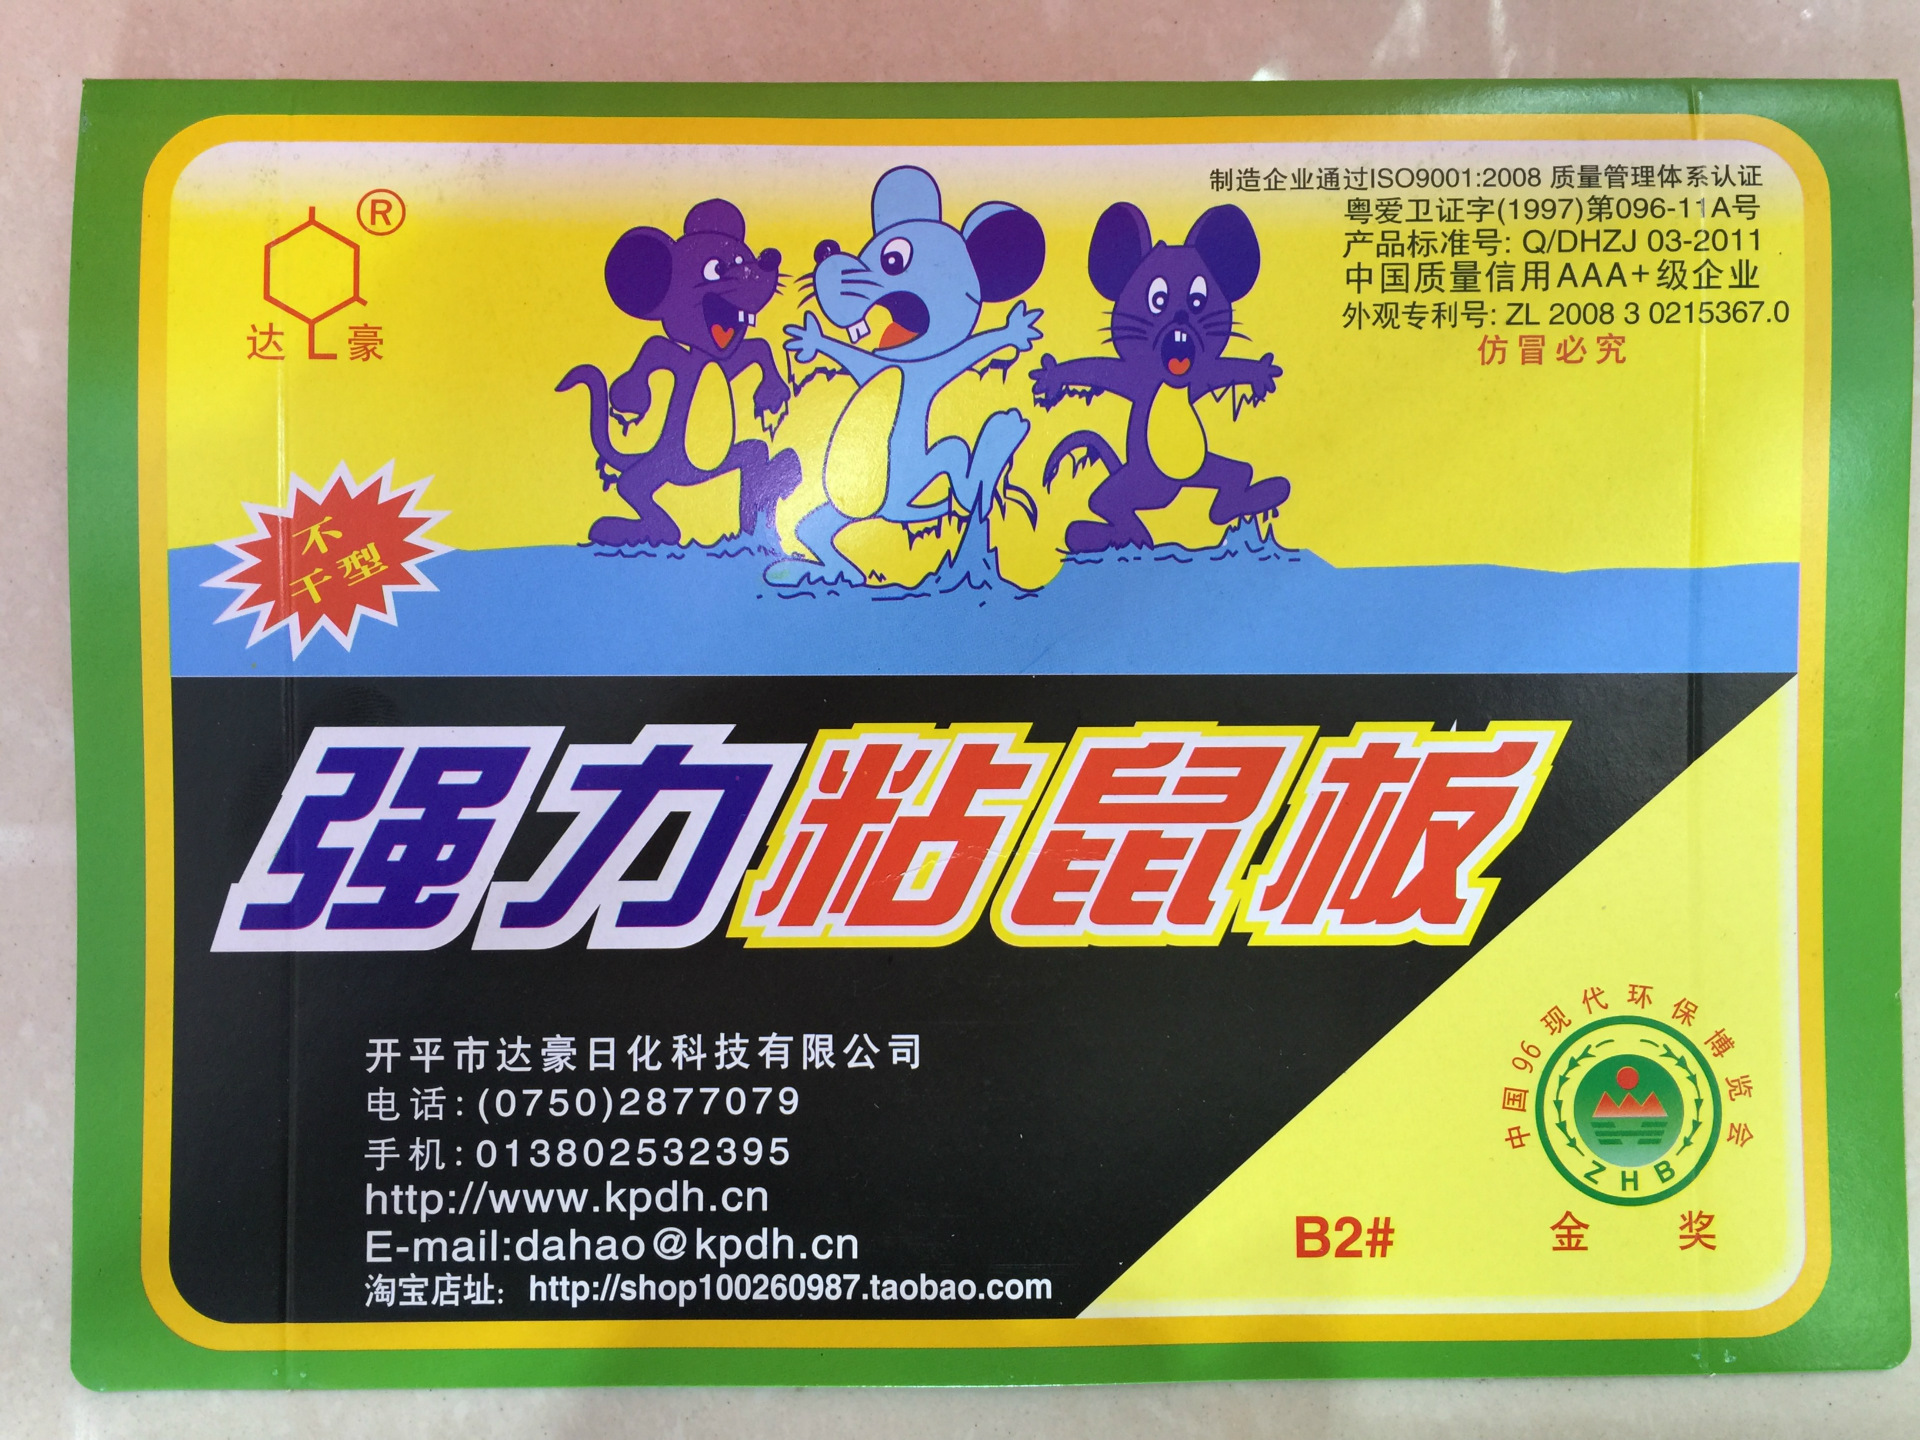 ®
达 豪
制造企业通过ISO9001:2008 质量管理体系认证
粤爱卫证字(1997)第096-11A号
产品标准号: Q/DHZJ 03-2011
中国质量信用AAA+级企业
外观专利号: ZL 2008 3 0215367.0
仿冒必究
不
干型
强力粘鼠板
开平市达豪日化科技有限公司
电话:(0750)2877079
手机:013802532395
http://www.kpdh.cn
E-mail:dahao@kpdh.cn
淘宝店址: http://shop100260987.taobao.com
中国96现代环保博览会
ZHB
金 奖
B2#